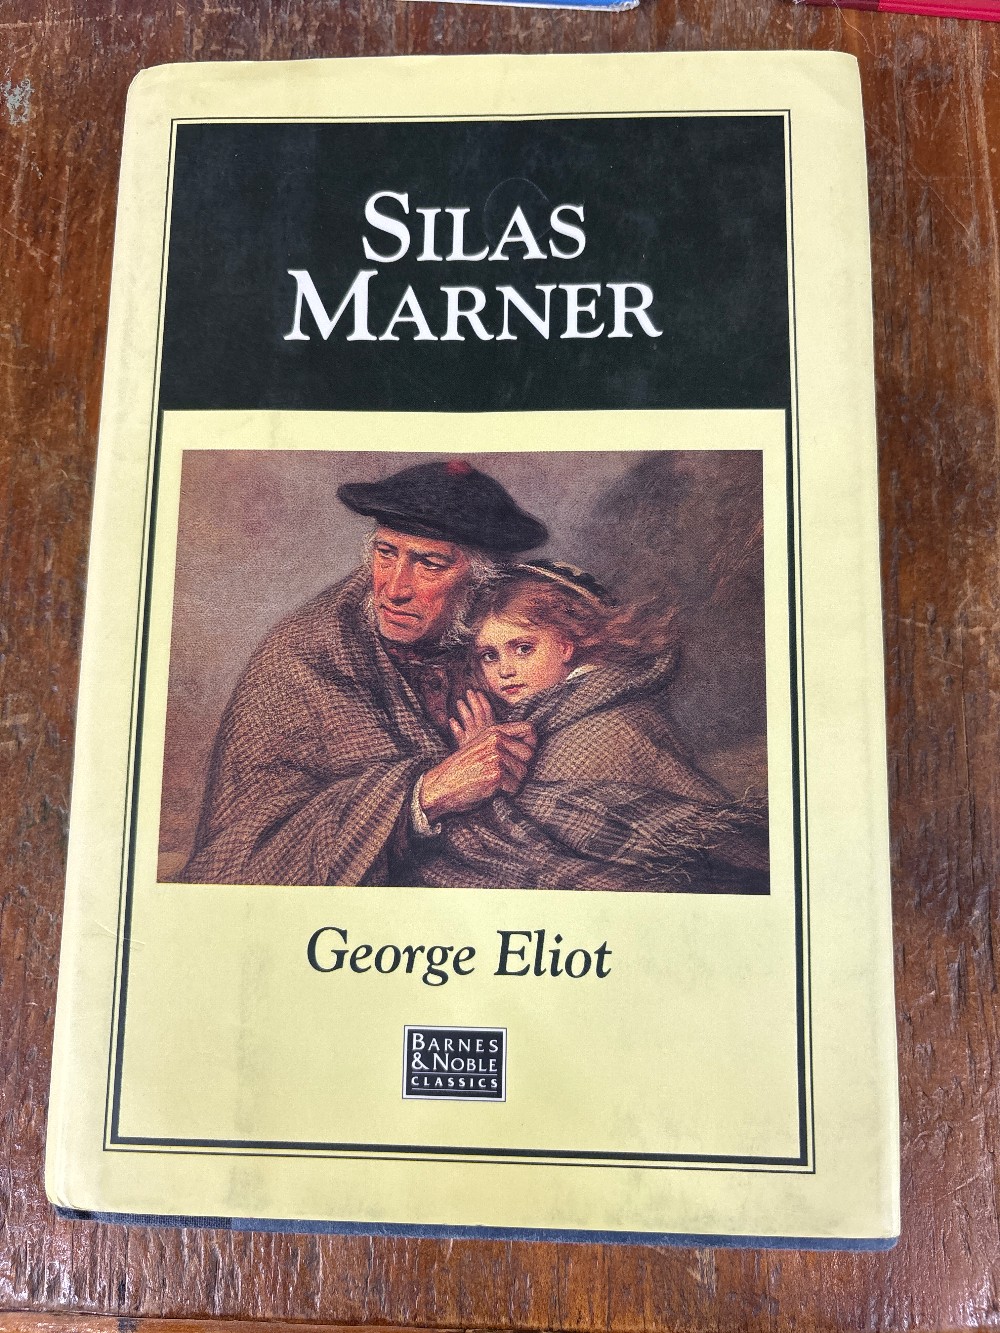 SILAS
MARNER
George Eliot
BARNES
& NOBLE
CLASSICS